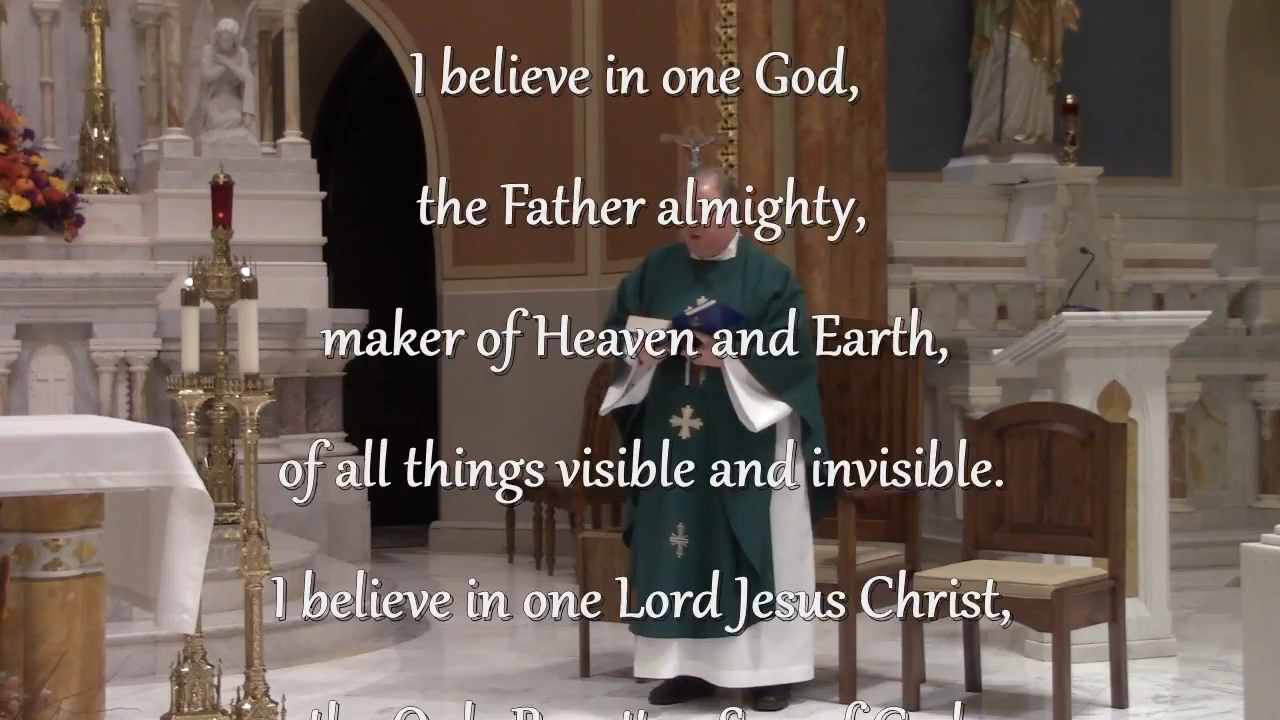 I believe in one God,
the Father almighty,
maker of Heaven and Earth,
of all things visible and invisible.
I believe in one Lord Jesus Christ,